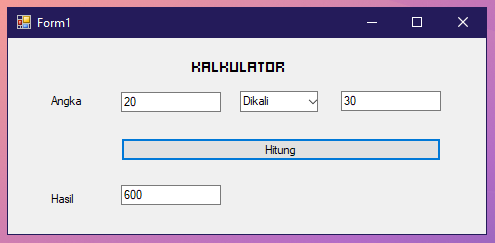 Form1
KALKULATOR
Angka 20 Dikali 30
Hitung
Hasil 600